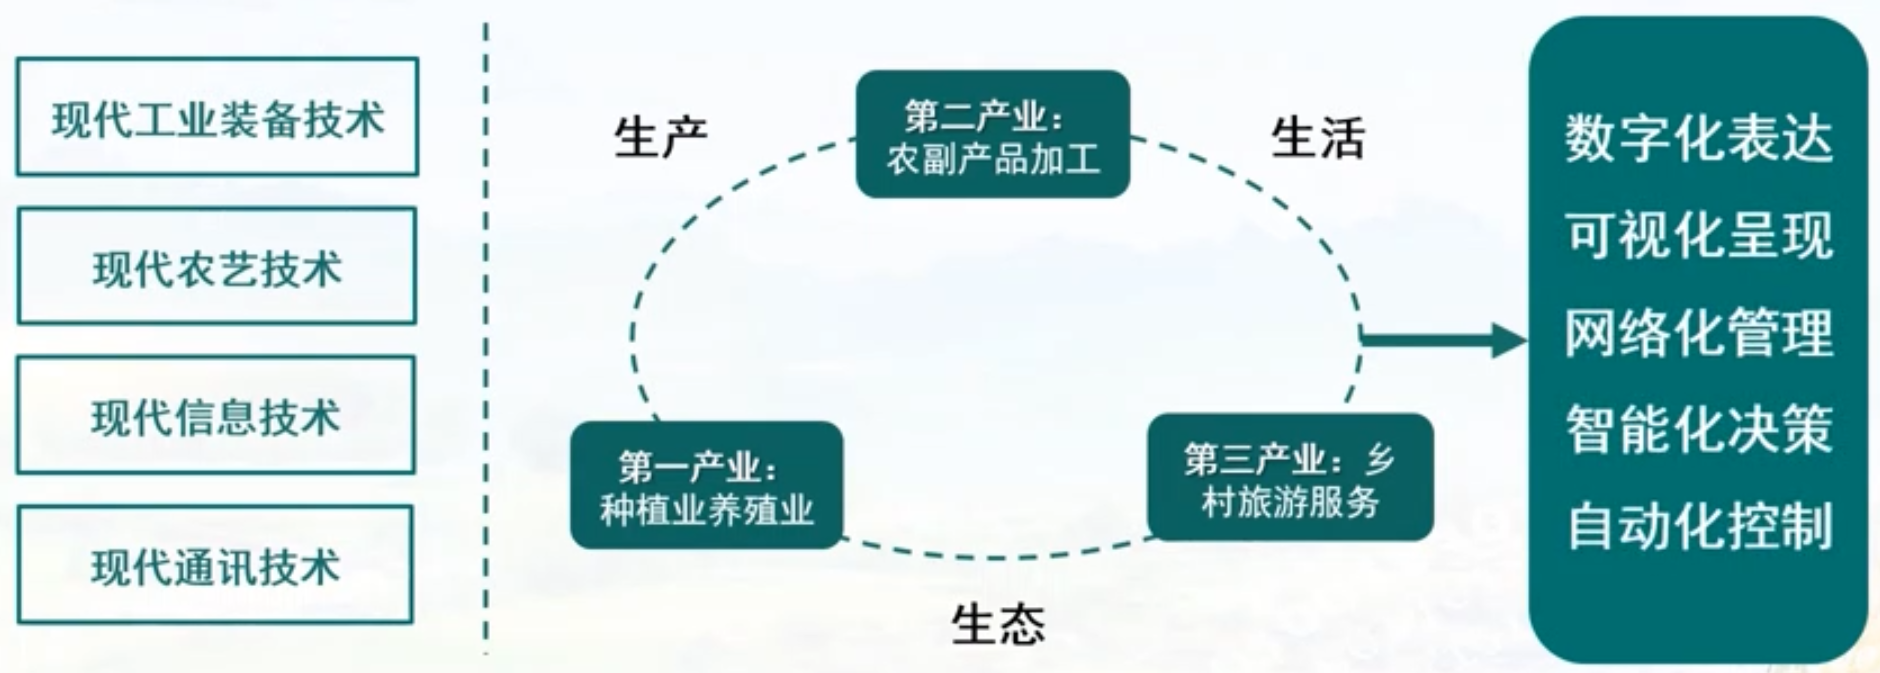 现代工业装备技术
现代农艺技术
现代信息技术
现代通讯技术
生产
第二产业：
农副产品加工
生活
第一产业：
种植业养殖业
第三产业：乡
村旅游服务
生态
数字化表达
可视化呈现
网络化管理
智能化决策
自动化控制